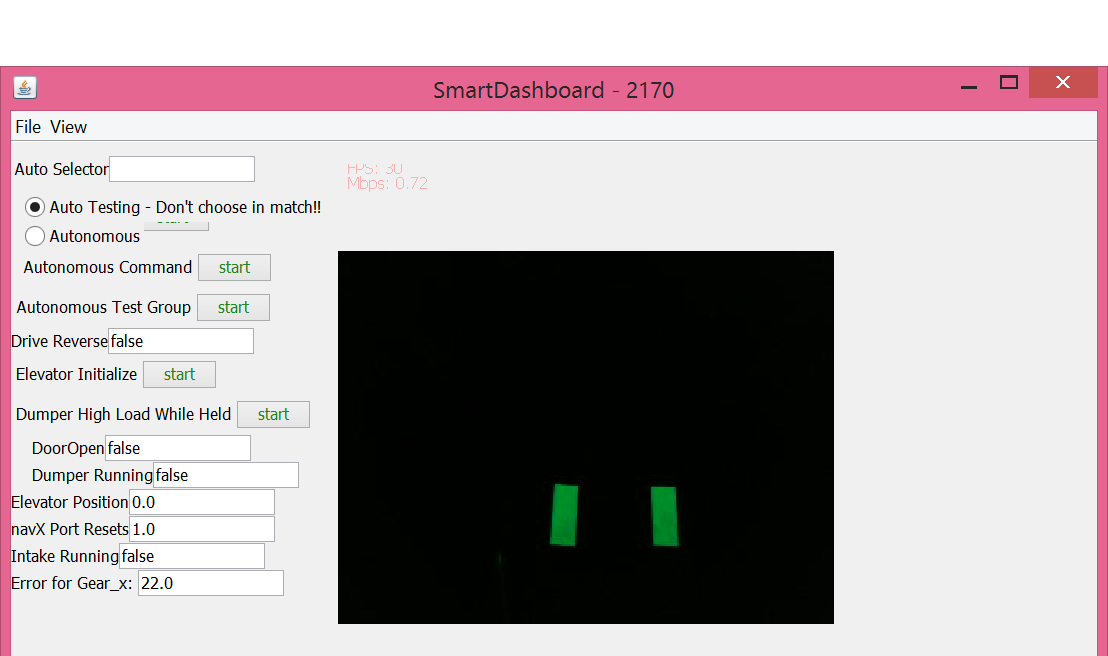 SmartDashboard - 2170
File View
Auto Selector
FPS: 30
Mbps: 0.72
Auto Testing - Don't choose in match!!
start
Autonomous
Autonomous Command start
Autonomous Test Group start
Drive Reverse false
Elevator Initialize start
Dumper High Load While Held start
DoorOpen false
Dumper Running false
Elevator Position 0.0
navX Port Resets 1.0
Intake Running false
Error for Gear_x: 22.0